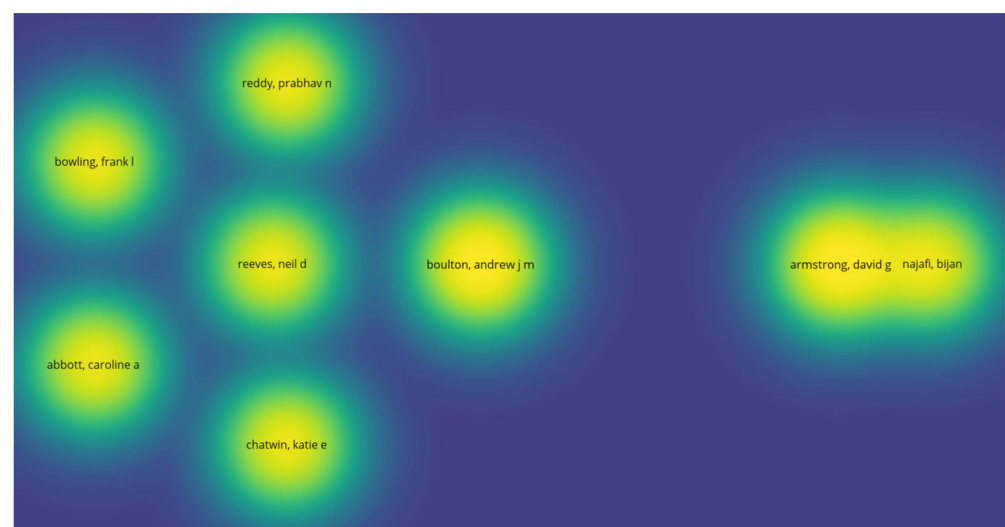 reddy, prabhav n
bowling, frank l
reeves, neil d
boulton, andrew j m
armstrong, david g
najafi, bijan
abbott, caroline a
chatwin, katie e